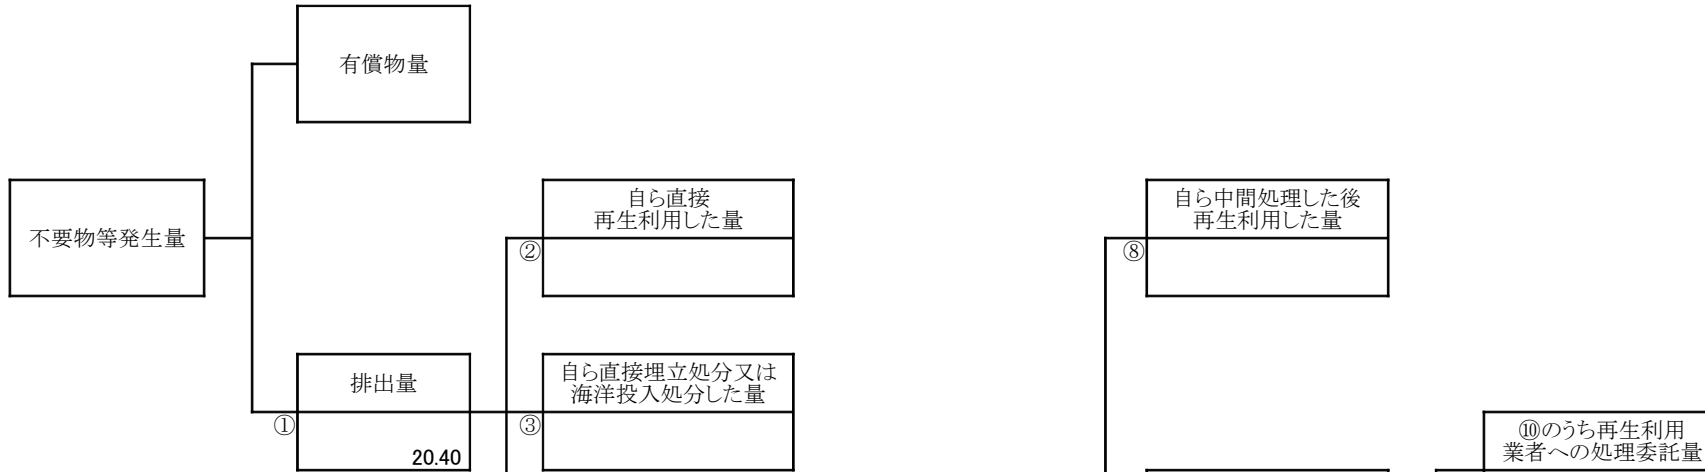 有償物量
不要物等発生量
自ら直接
再生利用した量
②
自ら中間処理した後
再生利用した量
⑧
排出量
①
20.40
自ら直接埋立処分又は
海洋投入処分した量
③
⑩のうち再生利用
業者への処理委託量